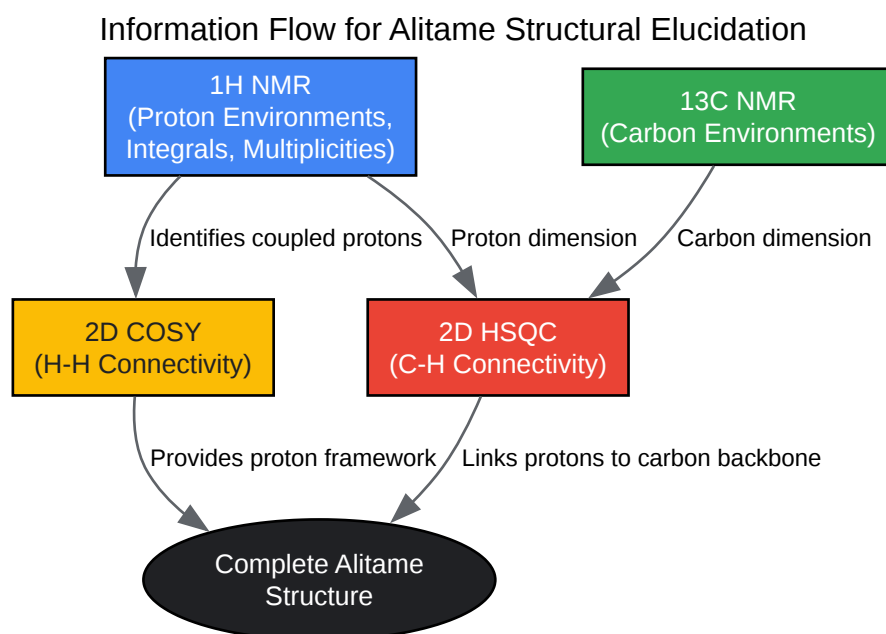 Information Flow for Alitame Structural Elucidation
1H NMR
(Proton Environments,
Integrals, Multiplicities)
13C NMR
(Carbon Environments)
Identifies coupled protons
Proton dimension
Carbon dimension
2D COSY
(H-H Connectivity)
2D HSQC
(C-H Connectivity)
Provides proton framework
Links protons to carbon backbone
Complete Alitame
Structure